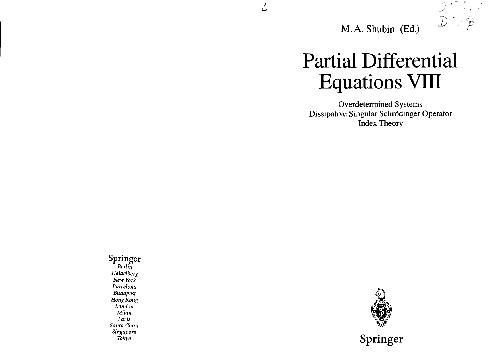 M. A. Shubin (Ed.)
Partial Differential
Equations VIII
Overdetermined Systems
Dissipative Singular Schrödinger Operator
Index Theory
Springer
Berlin
Heidelberg
New York
Barcelona
Budapest
Hong Kong
London
Milan
Paris
Santa Clara
Singapore
Tokyo
Springer